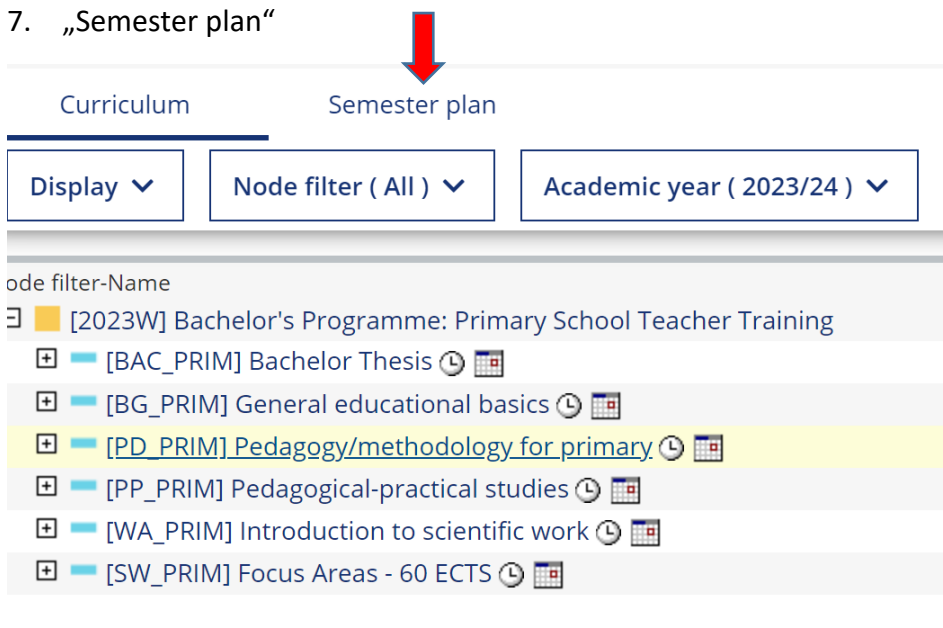 7. „Semester plan“
Curriculum Semester plan
Display Node filter ( All ) Academic year ( 2023/24 )
ode filter-Name
[2023W] Bachelor's Programme: Primary School Teacher Training
[BAC_PRIM] Bachelor Thesis
[BG_PRIM] General educational basics
[PD_PRIM] Pedagogy/methodology for primary
[PP_PRIM] Pedagogical-practical studies
[WA_PRIM] Introduction to scientific work
[SW_PRIM] Focus Areas - 60 ECTS